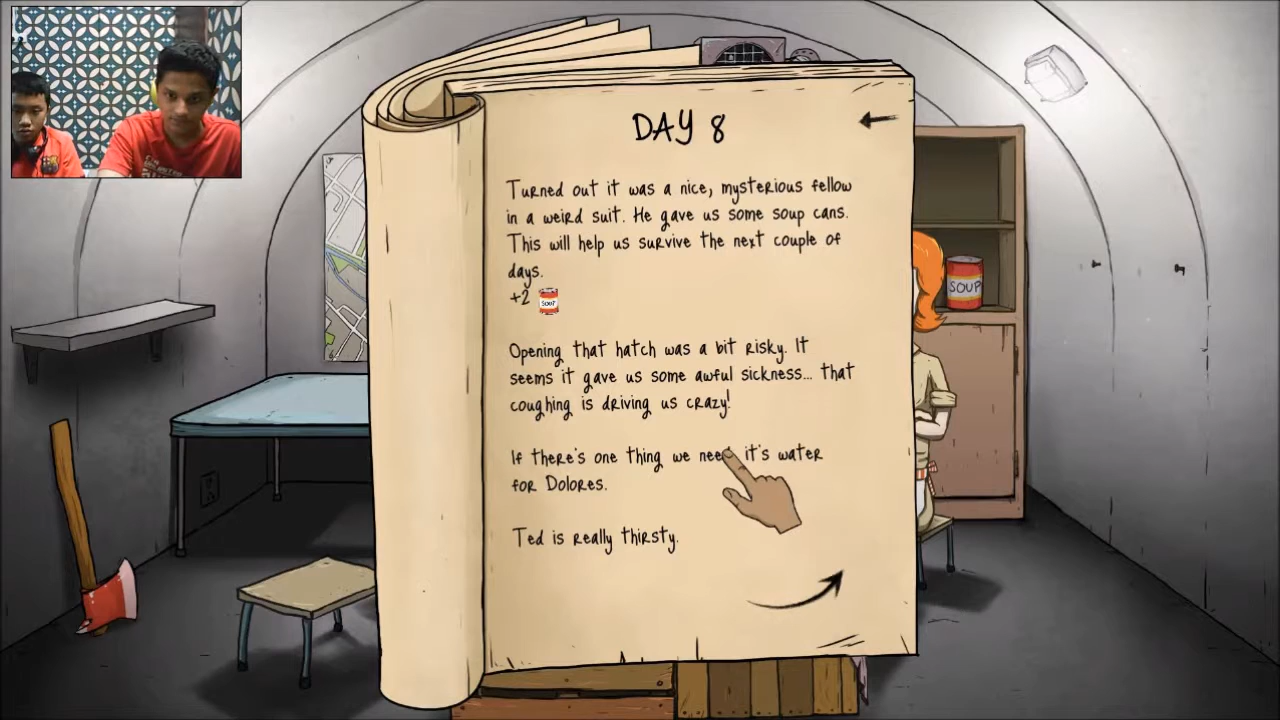 DAY 8
Turned out it was a nice, mysterious fellow
in a weird suit. He gave us some soup cans.
This will help us survive the next couple of
days.
+2 SOUP
SOUP
Opening that hatch was a bit risky. It
seems it gave us some awful sickness... that
coughing is driving us crazy!
If there's one thing we need it's water
for Dolores.
Ted is really thirsty.